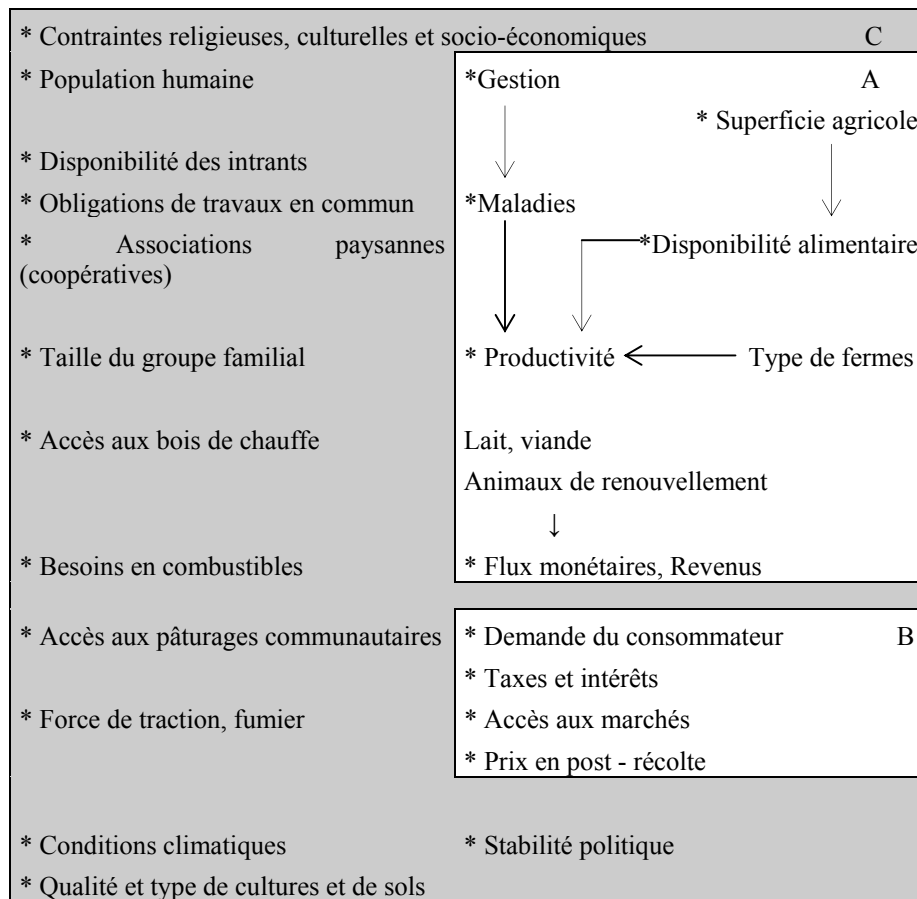 * Contraintes religieuses, culturelles et socio-économiques C
* Population humaine
*Gestion A
* Superficie agricole
* Disponibilité des intrants
* Obligations de travaux en commun
*Maladies
* Associations paysannes
(coopératives)
*Disponibilité alimentaire
* Taille du groupe familial
* Productivité
Type de fermes
* Accès aux bois de chauffe
Lait, viande
Animaux de renouvellement
* Besoins en combustibles
* Flux monétaires, Revenus
* Accès aux pâturages communautaires
* Demande du consommateur B
* Taxes et intérêts
* Force de traction, fumier
* Accès aux marchés
* Prix en post - récolte
* Conditions climatiques
* Stabilité politique
* Qualité et type de cultures et de sols